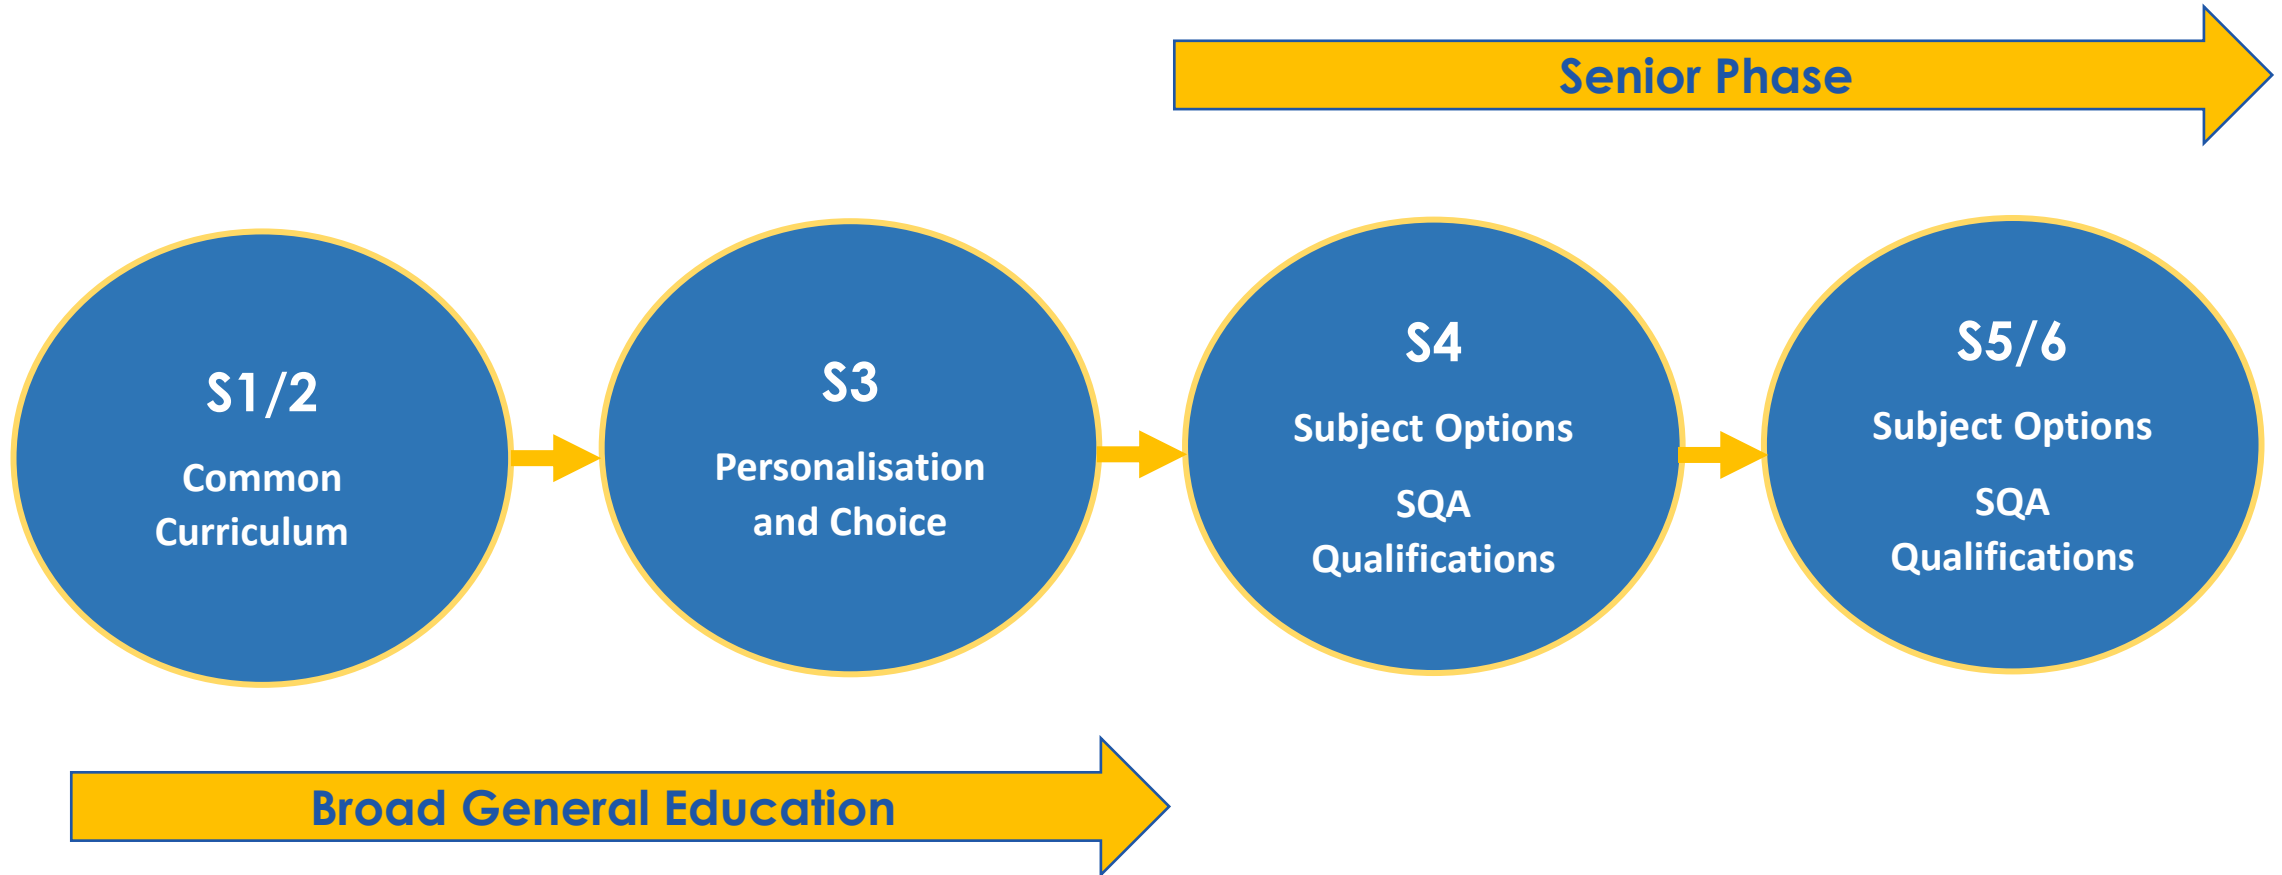 Senior Phase
S1/2
Common
Curriculum
S3
Personalisation
and Choice
S4
Subject Options
SQA
Qualifications
S5/6
Subject Options
SQA
Qualifications
Broad General Education